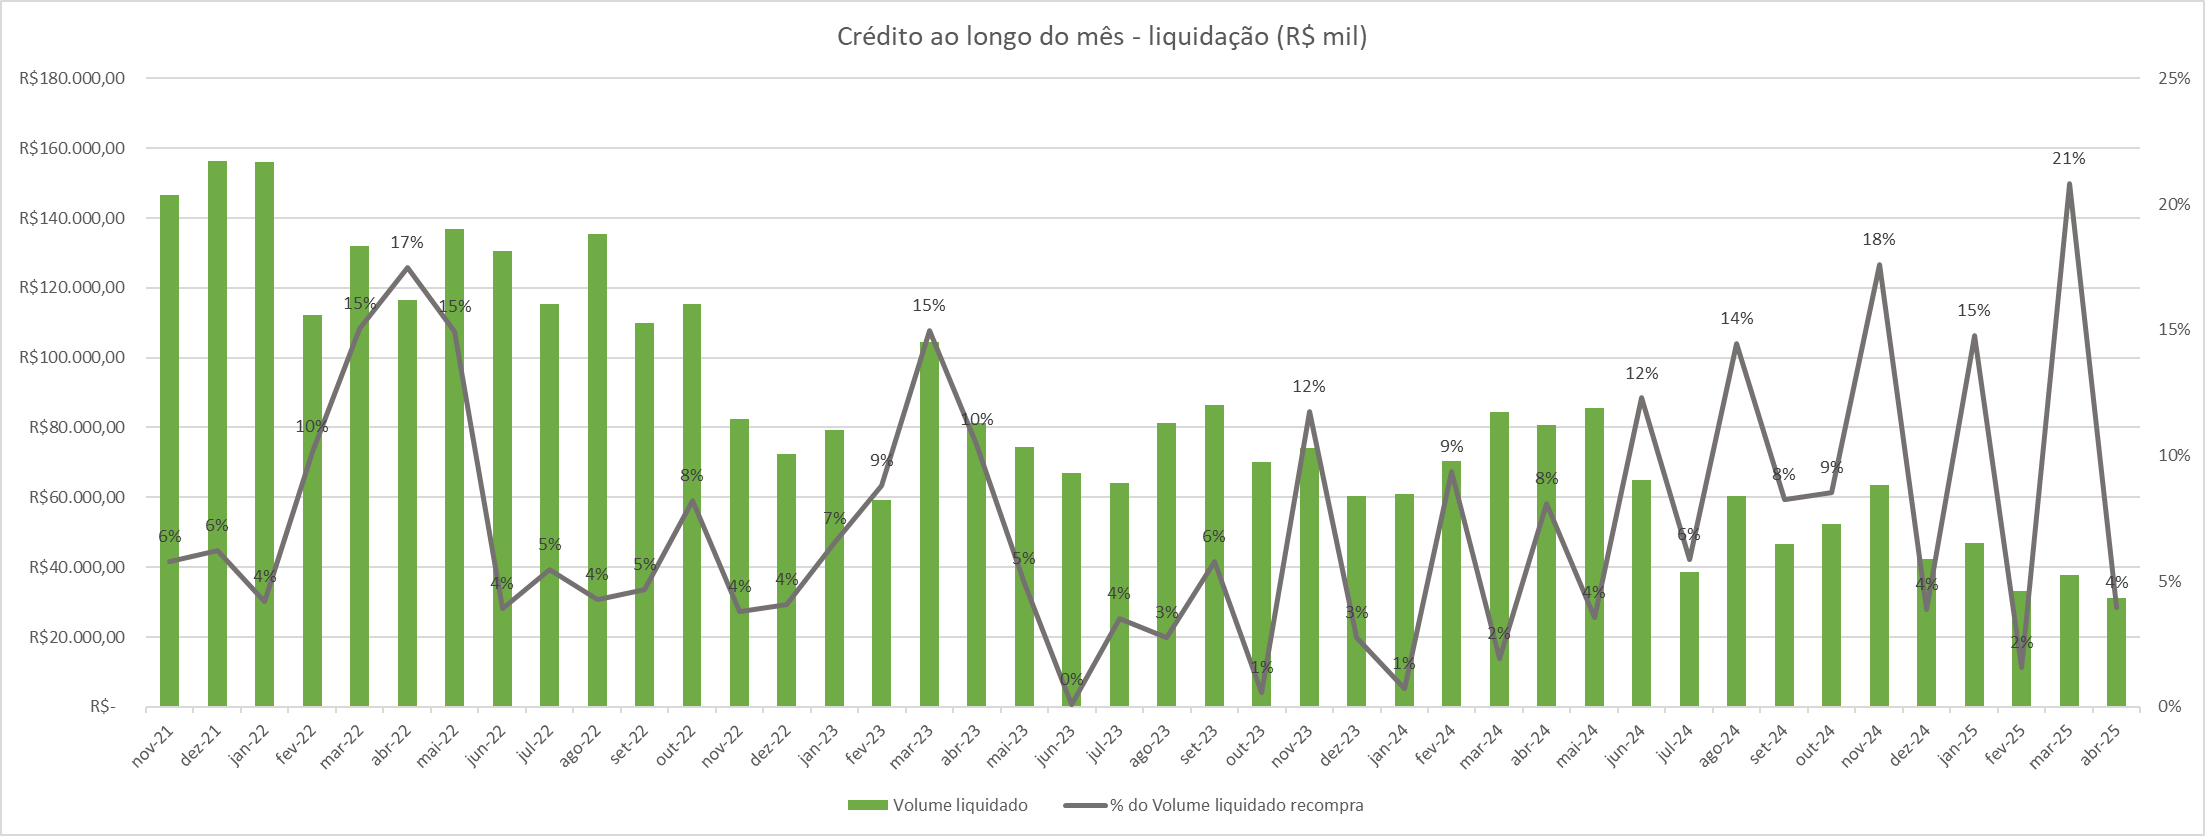 Crédito ao longo do mês - liquidação (R$ mil)
R$180.000,00
R$160.000,00
R$140.000,00
R$120.000,00
R$100.000,00
R$80.000,00
R$60.000,00
R$40.000,00
R$20.000,00
R$-
25%
20%
15%
10%
5%
0%
6%
6%
4%
10%
15%
17%
15%
4%
5%
4%
5%
8%
4%
4%
7%
9%
15%
10%
5%
0%
4%
3%
6%
1%
12%
3%
1%
9%
2%
8%
4%
12%
6%
14%
8%
9%
18%
4%
15%
2%
21%
4%
nov-21
dez-21
jan-22
fev-22
mar-22
abr-22
mai-22
jun-22
jul-22
ago-22
set-22
out-22
nov-22
dez-22
jan-23
fev-23
mar-23
abr-23
mai-23
jun-23
jul-23
ago-23
set-23
out-23
nov-23
dez-23
jan-24
fev-24
mar-24
abr-24
mai-24
jun-24
jul-24
ago-24
set-24
out-24
nov-24
dez-24
jan-25
fev-25
mar-25
abr-25
Volume liquidado
% do Volume liquidado recompra